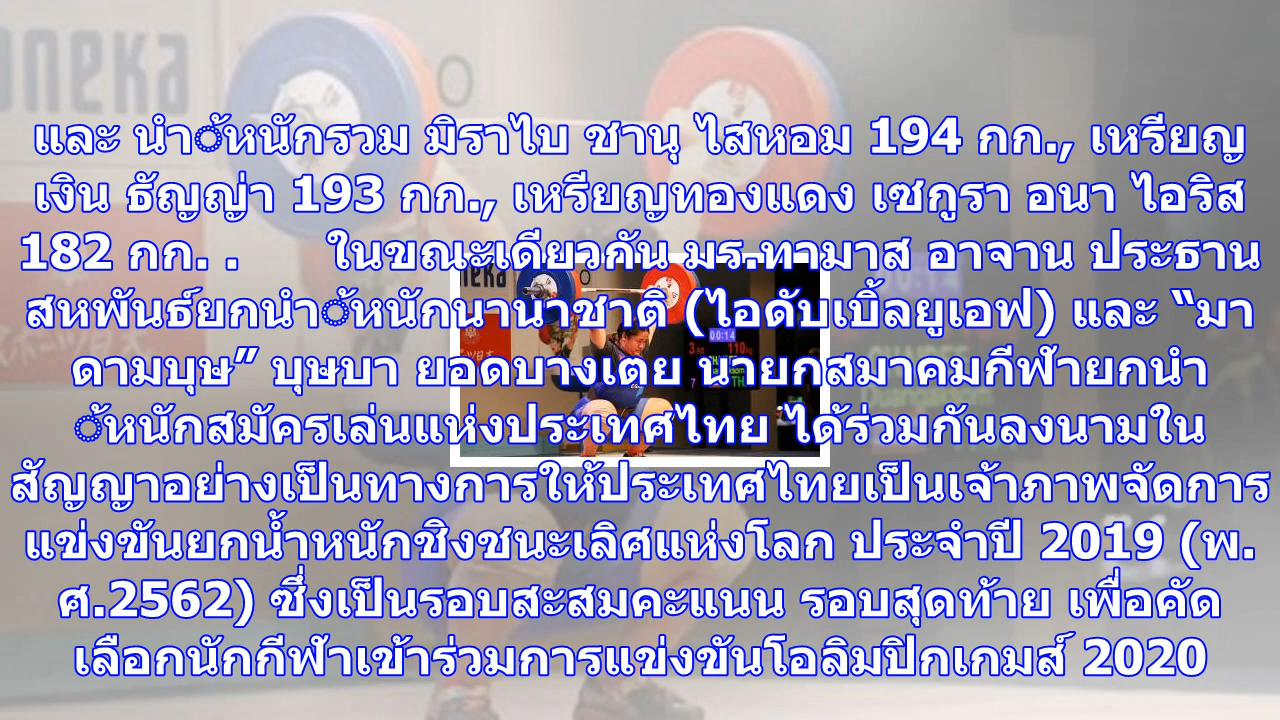 และ นำ้หนักรวม มิราไบ ชานุ ไสหอม 194 กก., เหรียญ
เงิน ธัญญ่า 193 กก., เหรียญทองแดง เซกูรา อนา ไอริส
182 กก. . ในขณะเดียวกัน มร.ทามาส อาจาน ประธาน
สหพันธ์ยกนำ้หนักนานาชาติ (ไอดับเบิ้ลยูเอฟ) และ “มา
ดามบุษ” บุษบา ยอดบางเตย นายกสมาคมกีฬายกนำ
้หนักสมัครเล่นแห่งประเทศไทย ได้ร่วมกันลงนามใน
สัญญาอย่างเป็นทางการให้ประเทศไทยเป็นเจ้าภาพจัดการ
แข่งขันยกน้ำหนักชิงชนะเลิศแห่งโลก ประจำปี 2019 (พ.
ศ.2562) ซึ่งเป็นรอบสะสมคะแนน รอบสุดท้าย เพื่อคัด
เลือกนักกีฬาเข้าร่วมการแข่งขันโอลิมปิกเกมส์ 2020
neka
00:14